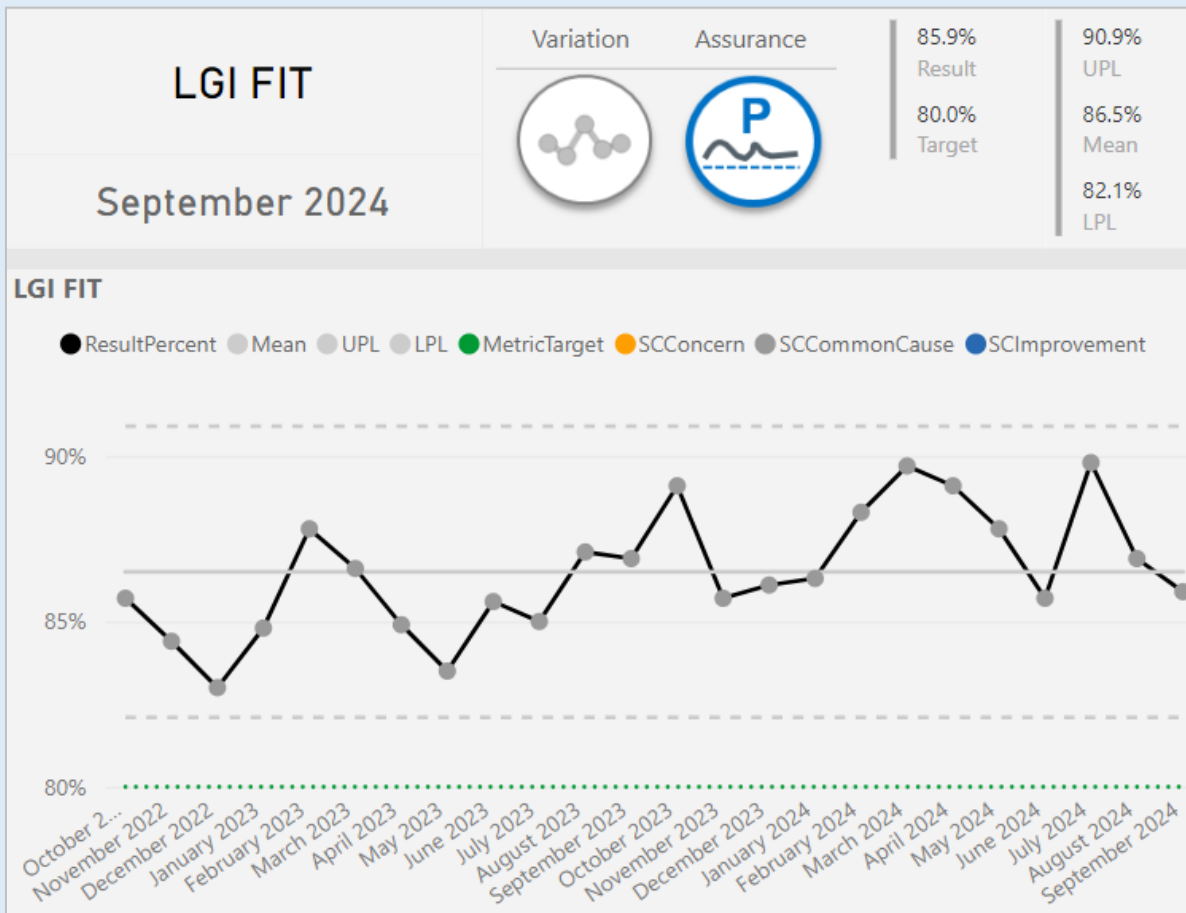 LGI FIT
September 2024
Variation Assurance
P
85.9%
Result
80.0%
Target
90.9%
UPL
86.5%
Mean
82.1%
LPL
LGI FIT
ResultPercent Mean UPL LPL MetricTarget SCConcern SCCommonCause SCImprovement
90%
85%
80%
October 2...
November 2022
December 2022
January 2023
February 2023
March 2023
April 2023
May 2023
June 2023
July 2023
August 2023
September 2023
October 2023
November 2023
December 2023
January 2024
February 2024
March 2024
April 2024
May 2024
June 2024
July 2024
August 2024
September 2024